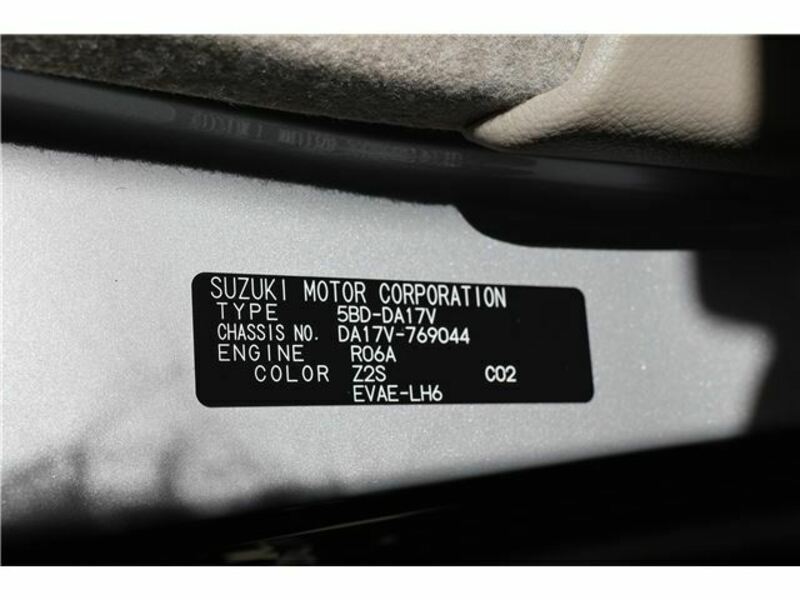 SUZUKI MOTOR CORPORATION
TYPE 5BD-DA17V
CHASSIS NO. DA17V-769044
ENGINE R06A
COLOR Z2S C02
EVAE-LH6